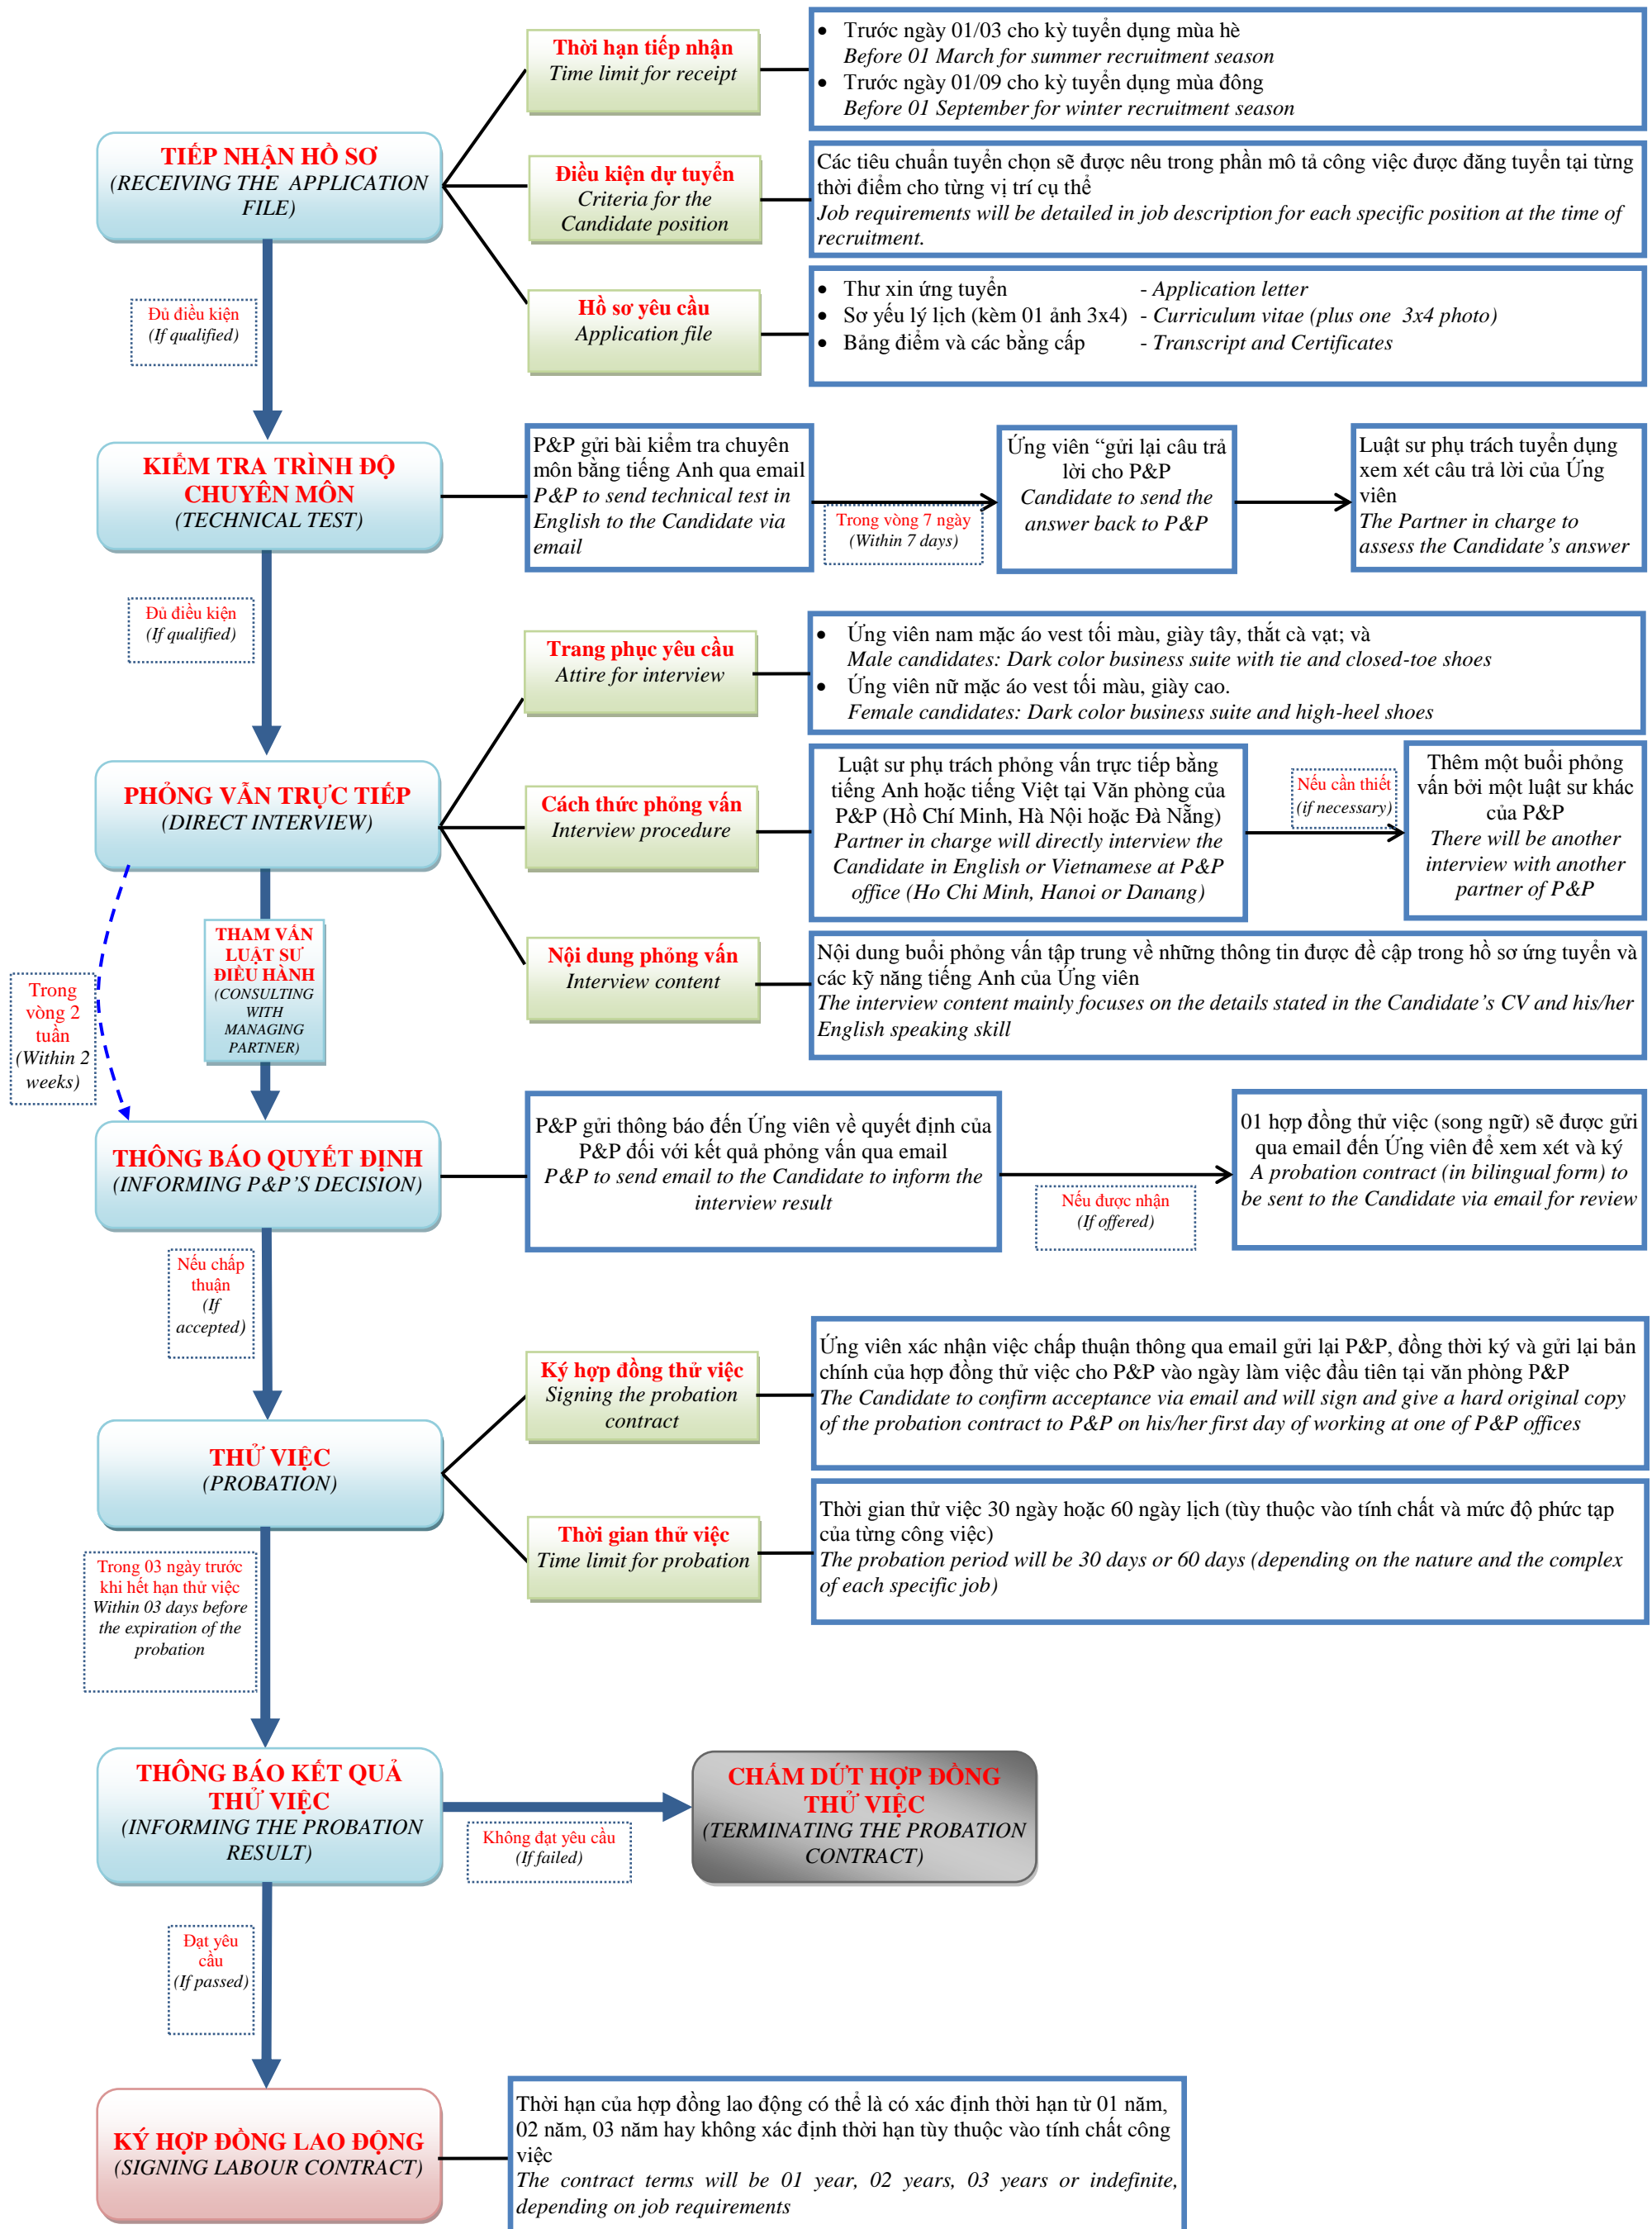 Thời hạn tiếp nhận
Time limit for receipt
• Trước ngày 01/03 cho kỳ tuyển dụng mùa hè
Before 01 March for summer recruitment season
• Trước ngày 01/09 cho kỳ tuyển dụng mùa đông
Before 01 September for winter recruitment season
TIẾP NHẬN HỒ SƠ
(RECEIVING THE APPLICATION
FILE)
Điều kiện dự tuyển
Criteria for the
Candidate position
Các tiêu chuẩn tuyển chọn sẽ được nêu trong phần mô tả công việc được đăng tuyển tại từng
thời điểm cho từng vị trí cụ thể
Job requirements will be detailed in job description for each specific position at the time of
recruitment.
Hồ sơ yêu cầu
Application file
• Thư xin ứng tuyển - Application letter
• Sơ yếu lý lịch (kèm 01 ảnh 3x4) - Curriculum vitae (plus one 3x4 photo)
• Bảng điểm và các bằng cấp - Transcript and Certificates
Đủ điều kiện
(If qualified)
KIỂM TRA TRÌNH ĐỘ
CHUYÊN MÔN
(TECHNICAL TEST)
P&P gửi bài kiểm tra chuyên
môn bằng tiếng Anh qua email
P&P to send technical test in
English to the Candidate via
email
Trong vòng 7 ngày
(Within 7 days)
Ứng viên “gửi lại câu trả
lời cho P&P
Candidate to send the
answer back to P&P
Luật sư phụ trách tuyển dụng
xem xét câu trả lời của Ứng
viên
The Partner in charge to
assess the Candidate’s answer
Đủ điều kiện
(If qualified)
Trang phục yêu cầu
Attire for interview
• Ứng viên nam mặc áo vest tối màu, giày tây, thắt cà vạt; và
Male candidates: Dark color business suite with tie and closed-toe shoes
• Ứng viên nữ mặc áo vest tối màu, giày cao.
Female candidates: Dark color business suite and high-heel shoes
PHỎNG VẤN TRỰC TIẾP
(DIRECT INTERVIEW)
Cách thức phỏng vấn
Interview procedure
Luật sư phụ trách phỏng vấn trực tiếp bằng
tiếng Anh hoặc tiếng Việt tại Văn phòng của
P&P (Hồ Chí Minh, Hà Nội hoặc Đà Nẵng)
Partner in charge will directly interview the
Candidate in English or Vietnamese at P&P
office (Ho Chi Minh, Hanoi or Danang)
Nếu cần thiết
(if necessary)
Thêm một buổi phỏng
vấn bởi một luật sư khác
của P&P
There will be another
interview with another
partner of P&P
Nội dung phỏng vấn
Interview content
Nội dung buổi phỏng vấn tập trung về những thông tin được đề cập trong hồ sơ ứng tuyển và
các kỹ năng tiếng Anh của Ứng viên
The interview content mainly focuses on the details stated in the Candidate’s CV and his/her
English speaking skill
THAM VẤN
LUẬT SƯ
ĐIỀU HÀNH
(CONSULTING
WITH
MANAGING
PARTNER)
Trong
vòng 2
tuần
(Within 2
weeks)
THÔNG BÁO QUYẾT ĐỊNH
(INFORMING P&P’S DECISION)
P&P gửi thông báo đến Ứng viên về quyết định của
P&P đối với kết quả phỏng vấn qua email
P&P to send email to the Candidate to inform the
interview result
Nếu được nhận
(If offered)
01 hợp đồng thử việc (song ngữ) sẽ được gửi
qua email đến Ứng viên để xem xét và ký
A probation contract (in bilingual form) to
be sent to the Candidate via email for review
Nếu chấp
thuận
(If
accepted)
Ký hợp đồng thử việc
Signing the probation
contract
Ứng viên xác nhận việc chấp thuận thông qua email gửi lại P&P, đồng thời ký và gửi lại bản
chính của hợp đồng thử việc cho P&P vào ngày làm việc đầu tiên tại văn phòng P&P
The Candidate to confirm acceptance via email and will sign and give a hard original copy
of the probation contract to P&P on his/her first day of working at one of P&P offices
THỬ VIỆC
(PROBATION)
Thời gian thử việc
Time limit for probation
Thời gian thử việc 30 ngày hoặc 60 ngày lịch (tùy thuộc vào tính chất và mức độ phức tạp
của từng công việc)
The probation period will be 30 days or 60 days (depending on the nature and the complex
of each specific job)
Trong 03 ngày trước
khi hết hạn thử việc
Within 03 days before
the expiration of the
probation
THÔNG BÁO KẾT QUẢ
THỬ VIỆC
(INFORMING THE PROBATION
RESULT)
Không đạt yêu cầu
(If failed)
CHẤM DỨT HỢP ĐỒNG
THỬ VIỆC
(TERMINATING THE PROBATION
CONTRACT)
Đạt yêu
cầu
(If passed)
KÝ HỢP ĐỒNG LAO ĐỘNG
(SIGNING LABOUR CONTRACT)
Thời hạn của hợp đồng lao động có thể là có xác định thời hạn từ 01 năm,
02 năm, 03 năm hay không xác định thời hạn tùy thuộc vào tính chất công
việc
The contract terms will be 01 year, 02 years, 03 years or indefinite,
depending on job requirements